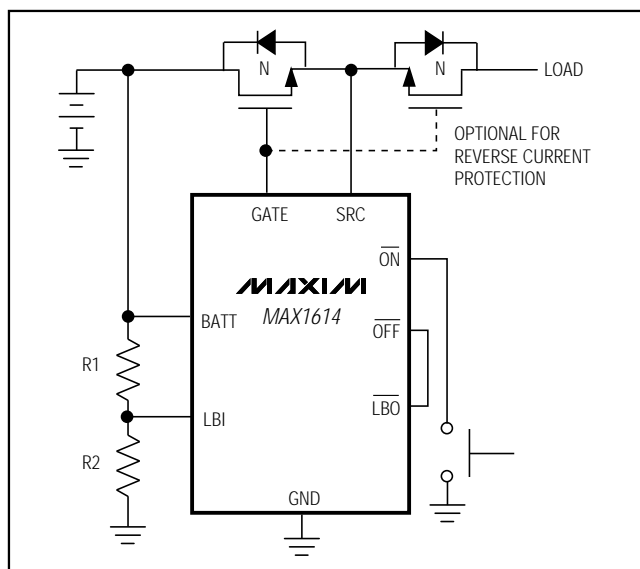 N
N
LOAD
OPTIONAL FOR
REVERSE CURRENT
PROTECTION
GATE
SRC
ON
MAXIM
MAX1614
BATT
OFF
R1
LBO
LBI
R2
GND